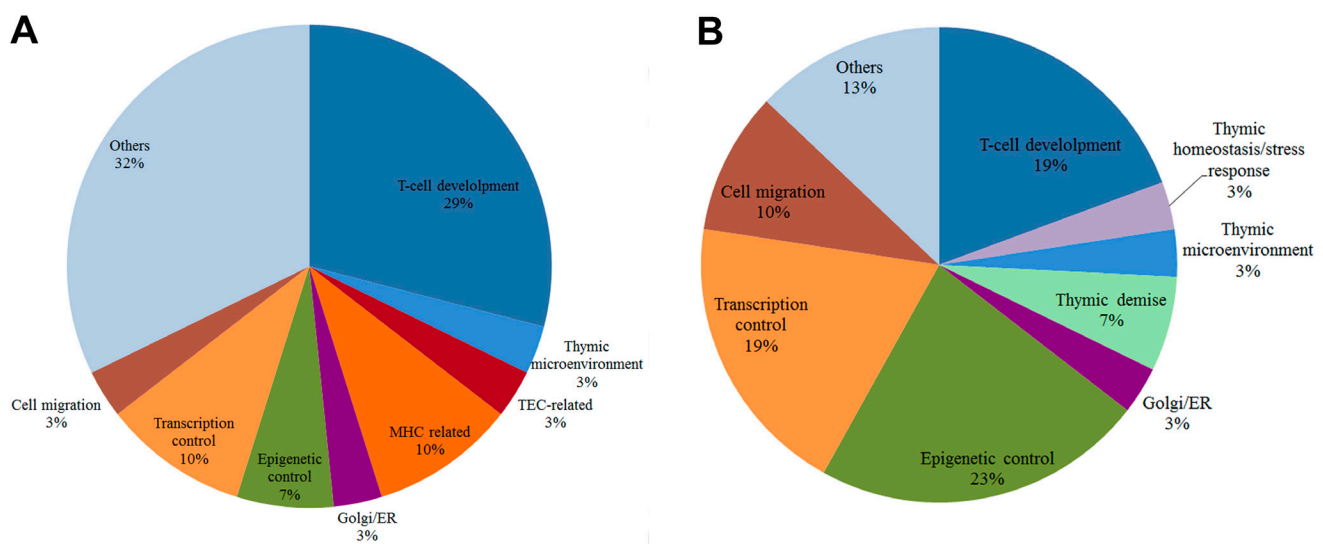 A
Others
32%
T-cell develolpment
29%
Thymic
microenvironment
3%
TEC-related
3%
MHC related
10%
Golgi/ER
3%
Epigenetic
control
7%
Transcription
control
10%
Cell migration
3%
B
Others
13%
T-cell develolpment
19%
Thymic
homeostasis/stress
response
3%
Thymic
microenvironment
3%
Thymic demise
7%
Golgi/ER
3%
Epigenetic control
23%
Transcription
control
19%
Cell migration
10%